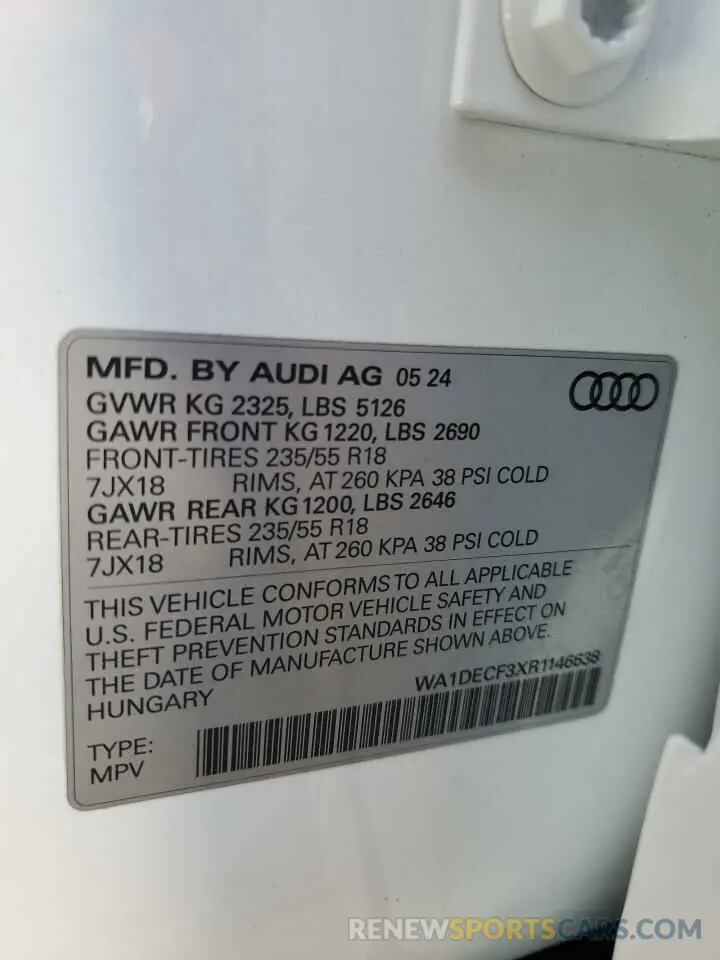 MFD. BY AUDI AG 05 24
GVWR KG 2325, LBS 5126
GAWR FRONT KG 1220, LBS 2690
FRONT-TIRES 235/55 R18
7JX18 RIMS, AT 260 KPA 38 PSI COLD
GAWR REAR KG 1200, LBS 2646
REAR-TIRES 235/55 R18
7JX18 RIMS, AT 260 KPA 38 PSI COLD
THIS VEHICLE CONFORMS TO ALL APPLICABLE
U.S. FEDERAL MOTOR VEHICLE SAFETY AND
THEFT PREVENTION STANDARDS IN EFFECT ON
THE DATE OF MANUFACTURE SHOWN ABOVE.
HUNGARY WA1DECF3XR1146638
TYPE:
MPV
RENEWSPORTSCARS.COM